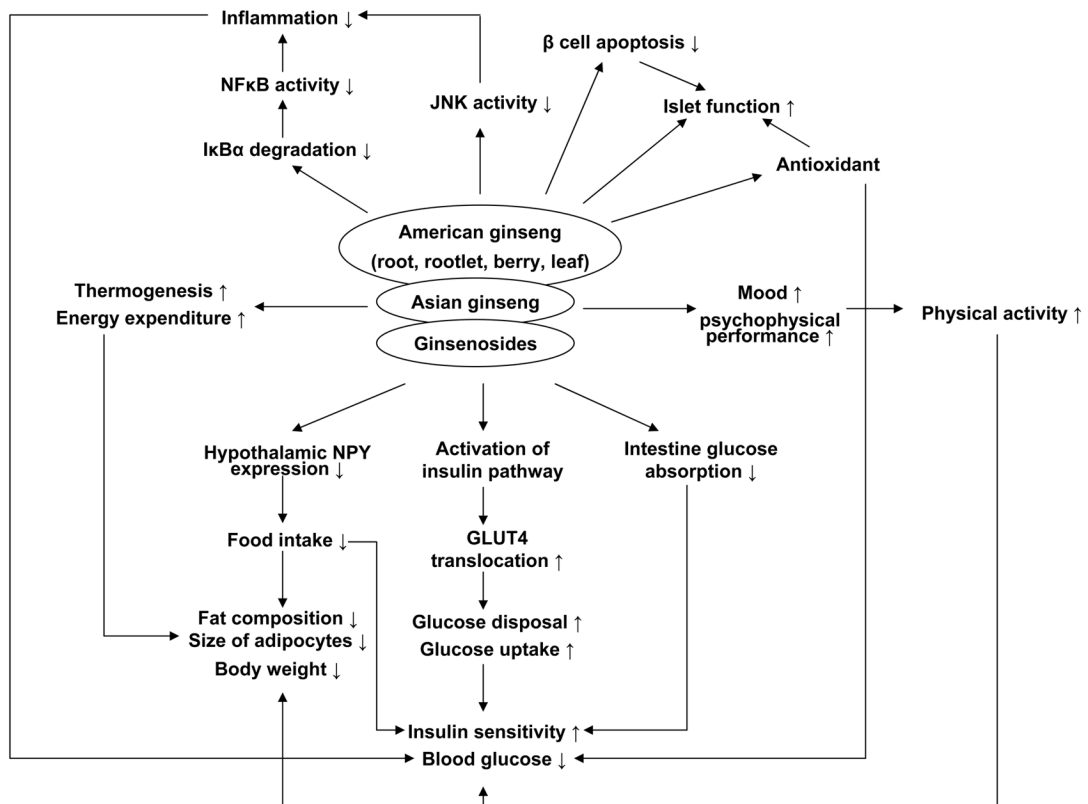 Inflammation ↓
β cell apoptosis ↓
NFκB activity ↓
JNK activity ↓
Islet function ↑
IκBα degradation ↓
Antioxidant
American ginseng
(root, rootlet, berry, leaf)
Thermogenesis ↑
Energy expenditure ↑
Asian ginseng
Mood ↑
psychophysical
performance ↑
Physical activity ↑
Ginsenosides
Hypothalamic NPY
expression ↓
Activation of
insulin pathway
Intestine glucose
absorption ↓
Food intake ↓
GLUT4
translocation ↑
Fat composition ↓
Size of adipocytes ↓
Body weight ↓
Glucose disposal ↑
Glucose uptake ↑
Insulin sensitivity ↑
Blood glucose ↓